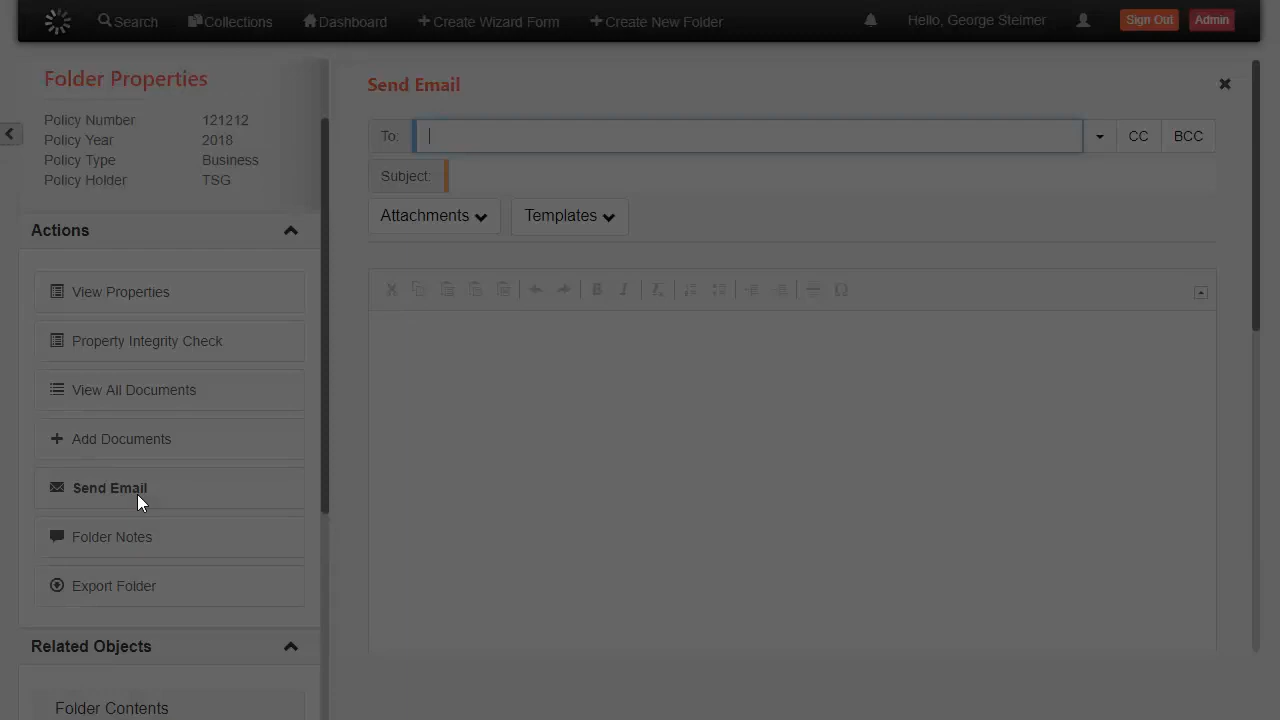 Search Collections Dashboard Create Wizard Form Create New Folder Hello, George Steimer Sign Out Admin
Folder Properties
Policy Number 121212
Policy Year 2018
Policy Type Business
Policy Holder TSG
Actions
View Properties
Property Integrity Check
View All Documents
Add Documents
Send Email
Folder Notes
Export Folder
Related Objects
Folder Contents
Send Email
To: CC BCC
Subject:
Attachments Templates
B I Ω